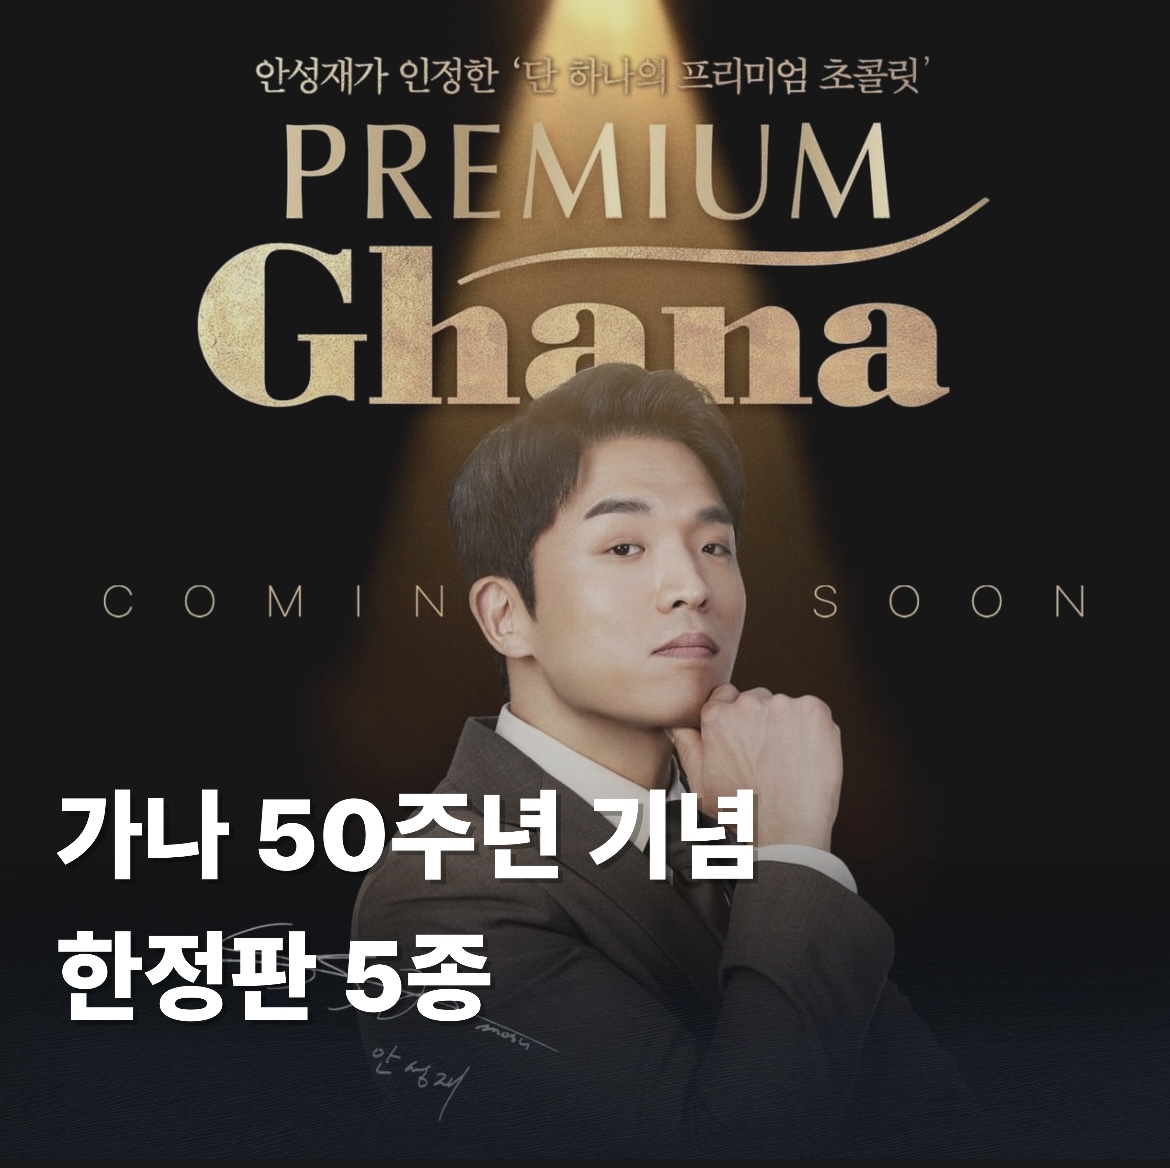 안성재가 인정한 ‘단 하나의 프리미엄 초콜릿’
PREMIUM
Ghana
COMING SOON
가나 50주년 기념
한정판 5종
안성재